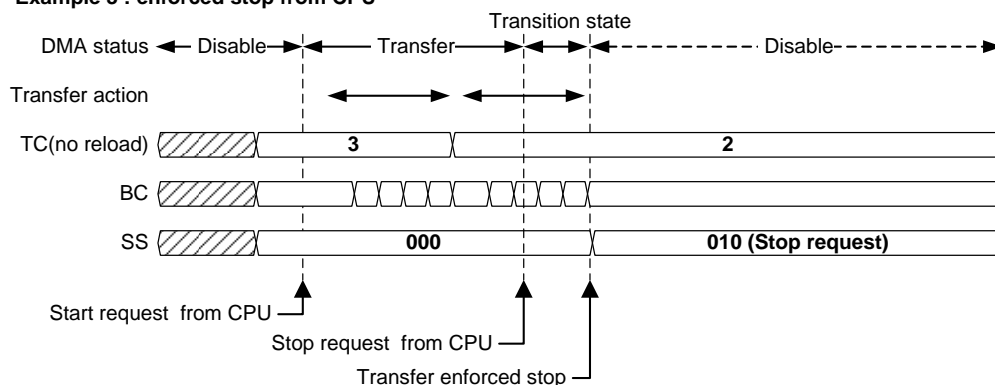 Transition state
DMA status Disable Transfer Disable
Transfer action
TC(no reload) 3 2
BC
SS 000 010 (Stop request)
Start request from CPU
Stop request from CPU
Transfer enforced stop